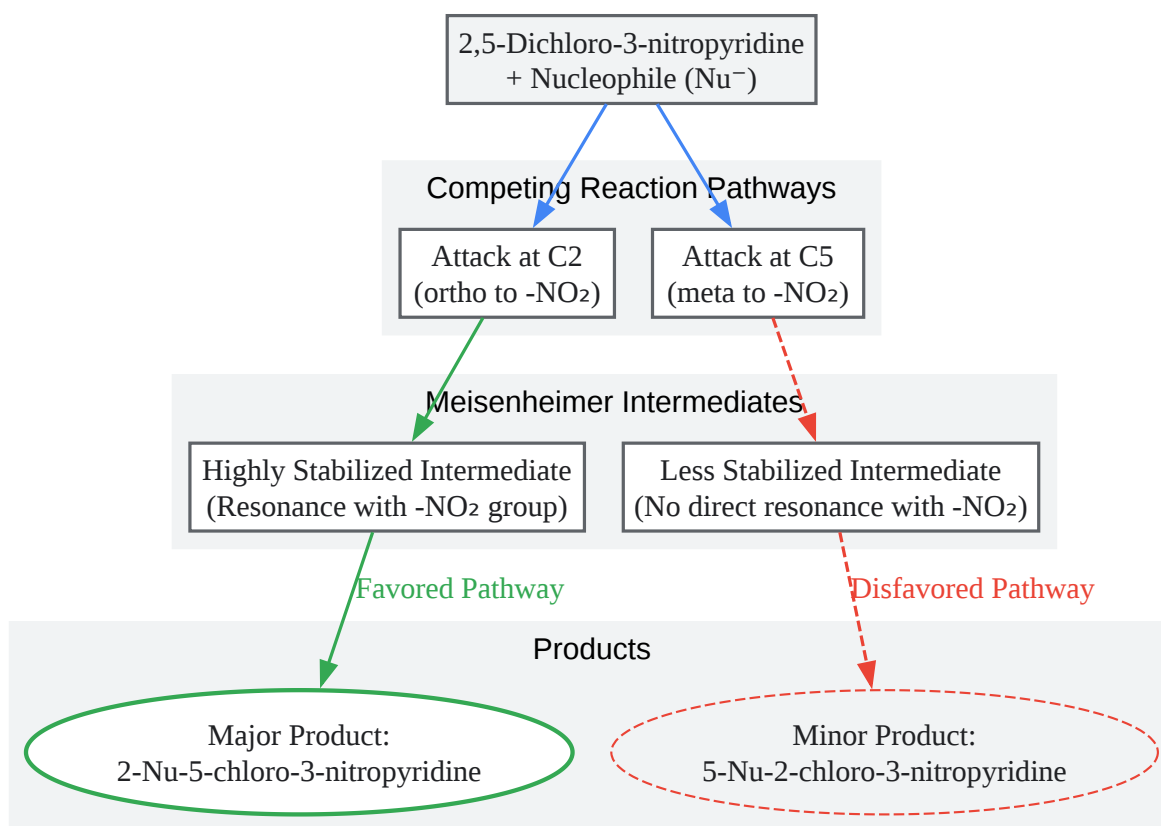 2,5-Dichloro-3-nitropyridine
+ Nucleophile (Nu⁻)
Competing Reaction Pathways
Attack at C2
(ortho to -NO₂)
Attack at C5
(meta to -NO₂)
Meisenheimer Intermediates
Highly Stabilized Intermediate
(Resonance with -NO₂ group)
Less Stabilized Intermediate
(No direct resonance with -NO₂)
Favored Pathway
Disfavored Pathway
Products
Major Product:
2-Nu-5-chloro-3-nitropyridine
Minor Product:
5-Nu-2-chloro-3-nitropyridine